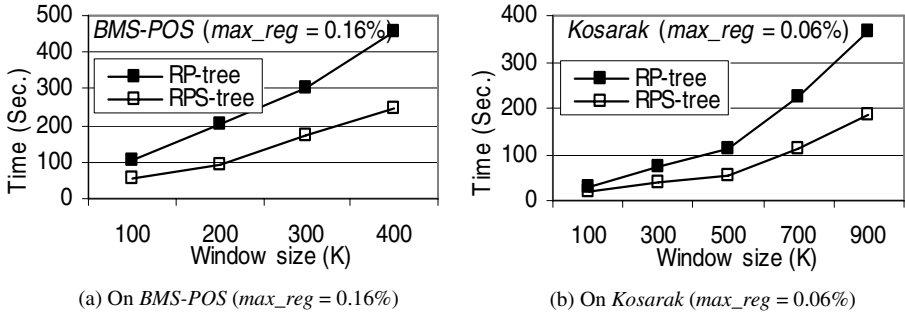 BMS-POS (max_reg = 0.16%)
500
400
300
200
100
0
Time (Sec.)
RP-tree
RPS-tree
100 200 300 400
Window size (K)
(a) On BMS-POS (max_reg = 0.16%)
Kosarak (max_reg = 0.06%)
400
300
200
100
0
Time (Sec.)
RP-tree
RPS-tree
100 300 500 700 900
Window size (K)
(b) On Kosarak (max_reg = 0.06%)